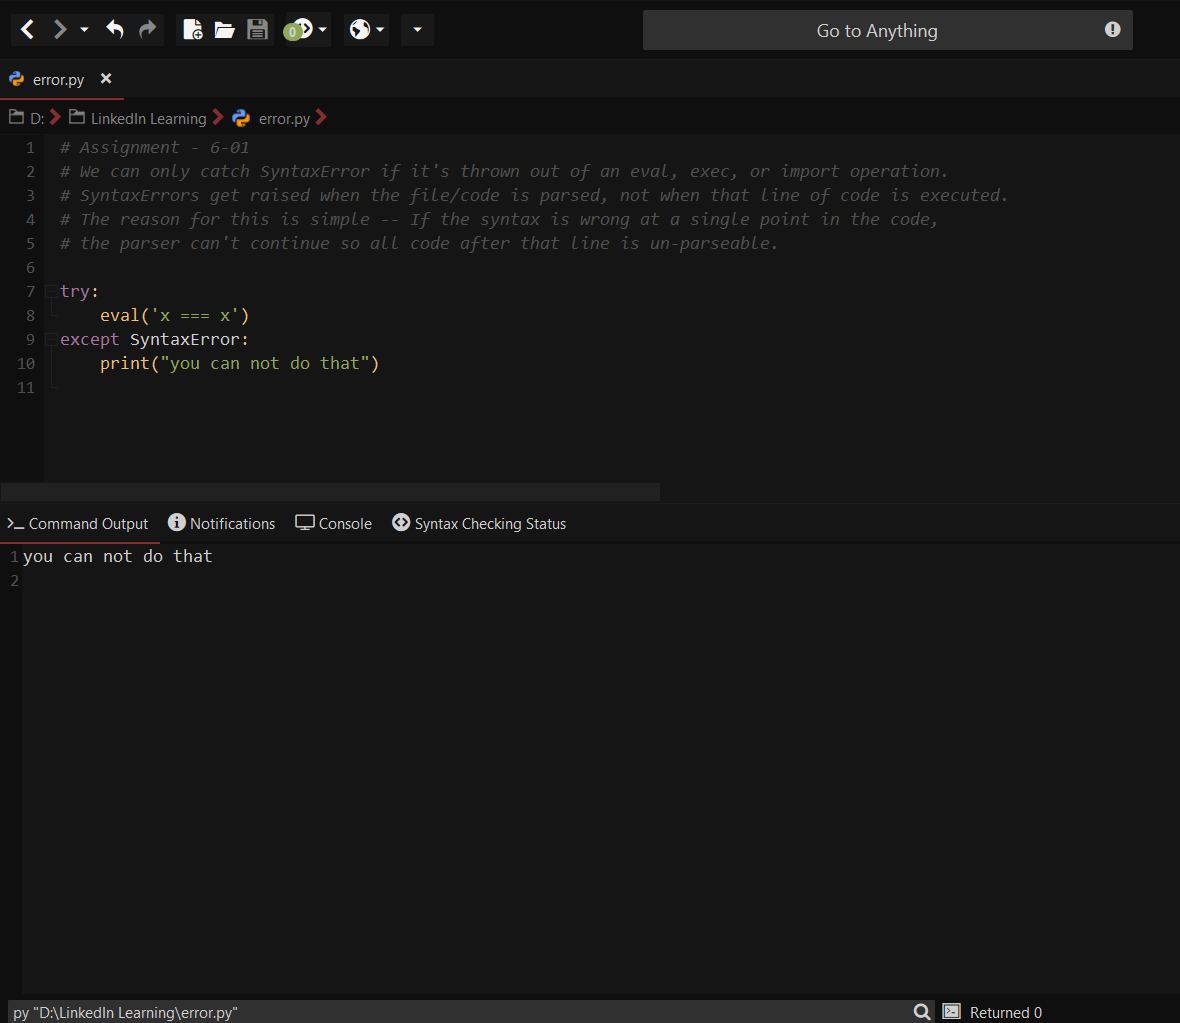 Go to Anything
0
error.py
D: LinkedIn Learning error.py
1 # Assignment - 6-01
2 # We can only catch SyntaxError if it's thrown out of an eval, exec, or import operation.
3 # SyntaxErrors get raised when the file/code is parsed, not when that line of code is executed.
4 # The reason for this is simple -- If the syntax is wrong at a single point in the code,
5 # the parser can't continue so all code after that line is un-parseable.
6
7 try:
8     eval('x === x')
9 except SyntaxError:
10     print("you can not do that")
11
Command Output Notifications Console Syntax Checking Status
1 you can not do that
2
py "D:\LinkedIn Learning\error.py" Returned 0